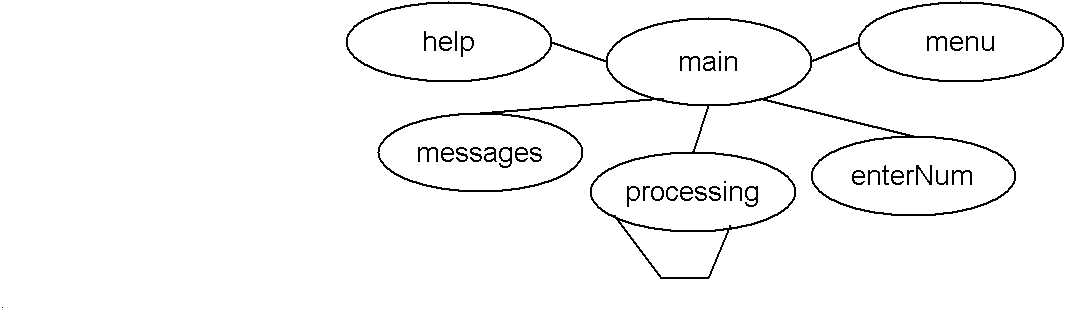 help
main
menu
messages
processing
enterNum